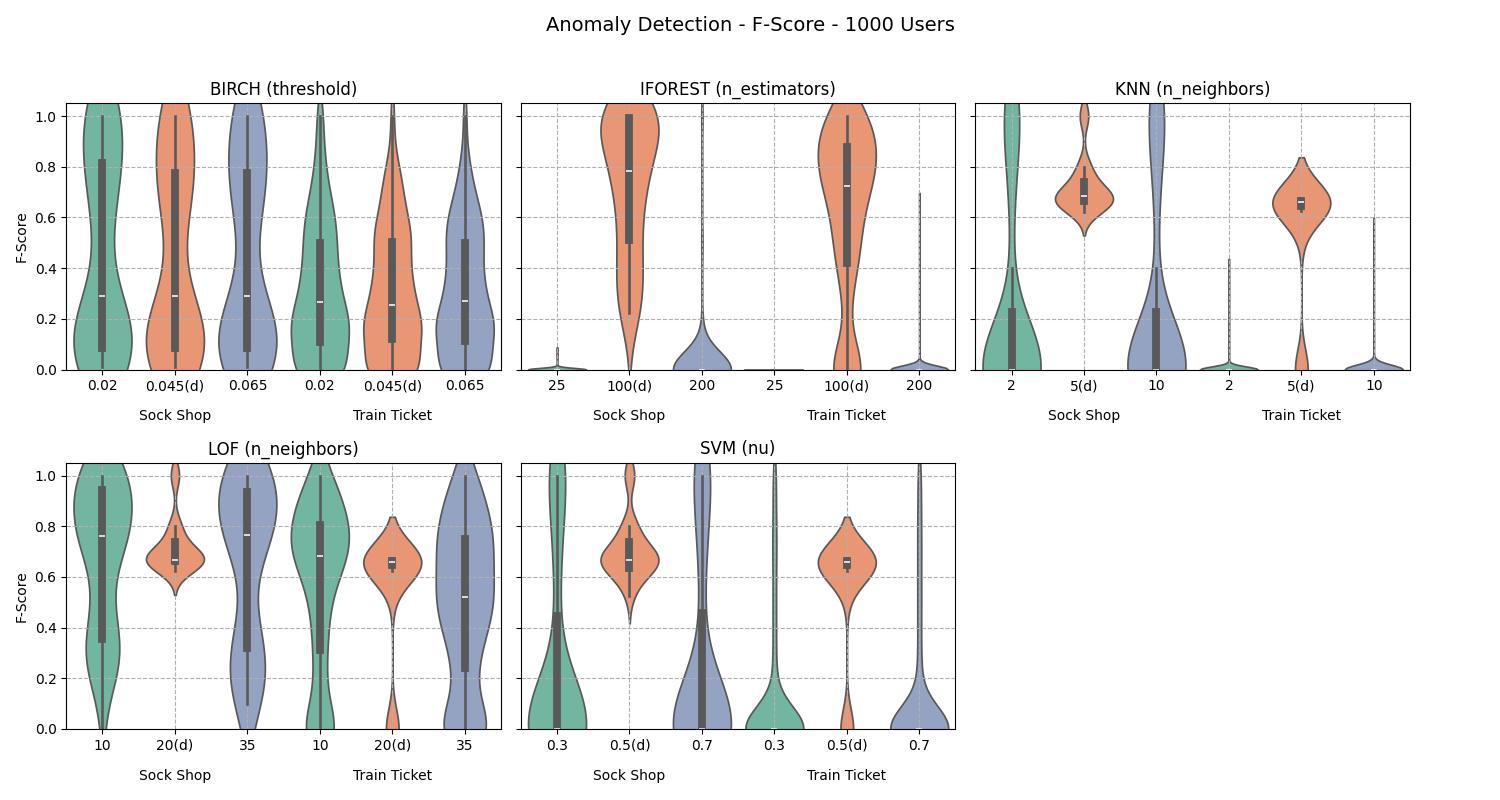 Anomaly Detection - F-Score - 1000 Users
BIRCH (threshold)
IFOREST (n_estimators)
KNN (n_neighbors)
F-Score
1.0
0.8
0.6
0.4
0.2
0.0
0.02 0.045(d) 0.065 0.02 0.045(d) 0.065
25 100(d) 200 25 100(d) 200
2 5(d) 10 2 5(d) 10
Sock Shop Train Ticket
Sock Shop Train Ticket
Sock Shop Train Ticket
LOF (n_neighbors)
SVM (nu)
F-Score
1.0
0.8
0.6
0.4
0.2
0.0
10 20(d) 35 10 20(d) 35
0.3 0.5(d) 0.7 0.3 0.5(d) 0.7
Sock Shop Train Ticket
Sock Shop Train Ticket